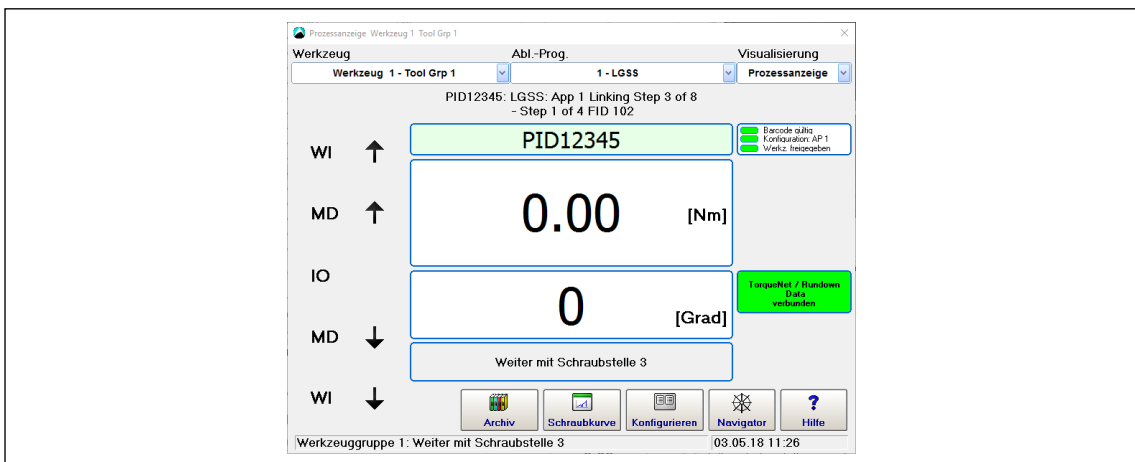 Prozessanzeige Werkzeug 1 Tool Grp 1
Werkzeug Abl.-Prog. Visualisierung
Werkzeug 1 - Tool Grp 1 1 - LGSS Prozessanzeige
PID12345: LGSS: App 1 Linking Step 3 of 8
- Step 1 of 4 FID 102
PID12345
Barcode gültig
Konfiguration: AP 1
Werkz. freigegeben
WI
MD
0.00 [Nm]
IO
0 [Grad]
TorqueNet / Rundown
Data
verbunden
MD
Weiter mit Schraubstelle 3
WI
Archiv Schraubkurve Konfigurieren Navigator ? Hilfe
Werkzeuggruppe 1: Weiter mit Schraubstelle 3 03.05.18 11:26